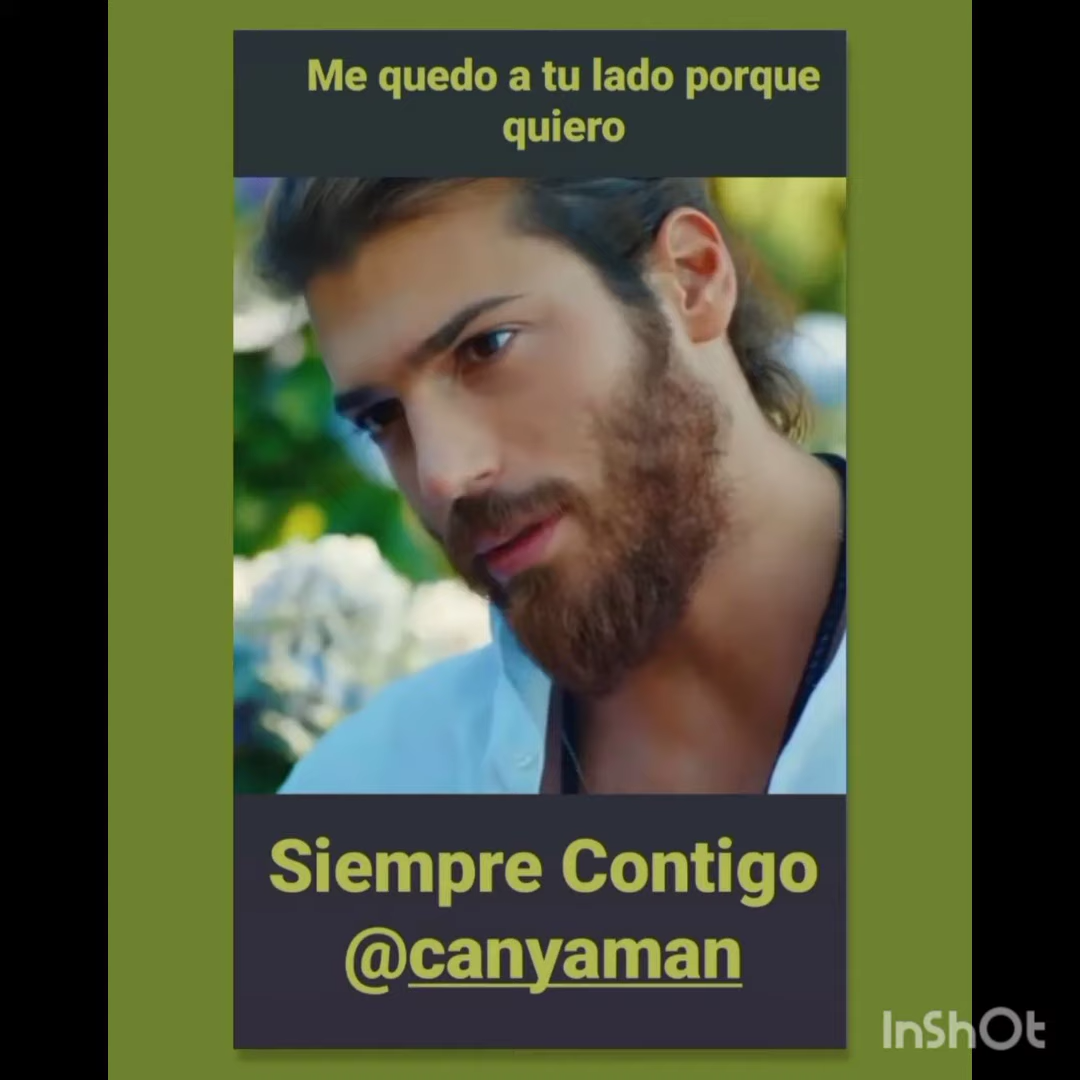 Me quedo a tu lado porque
quiero
Siempre Contigo
@canyaman
InShOt